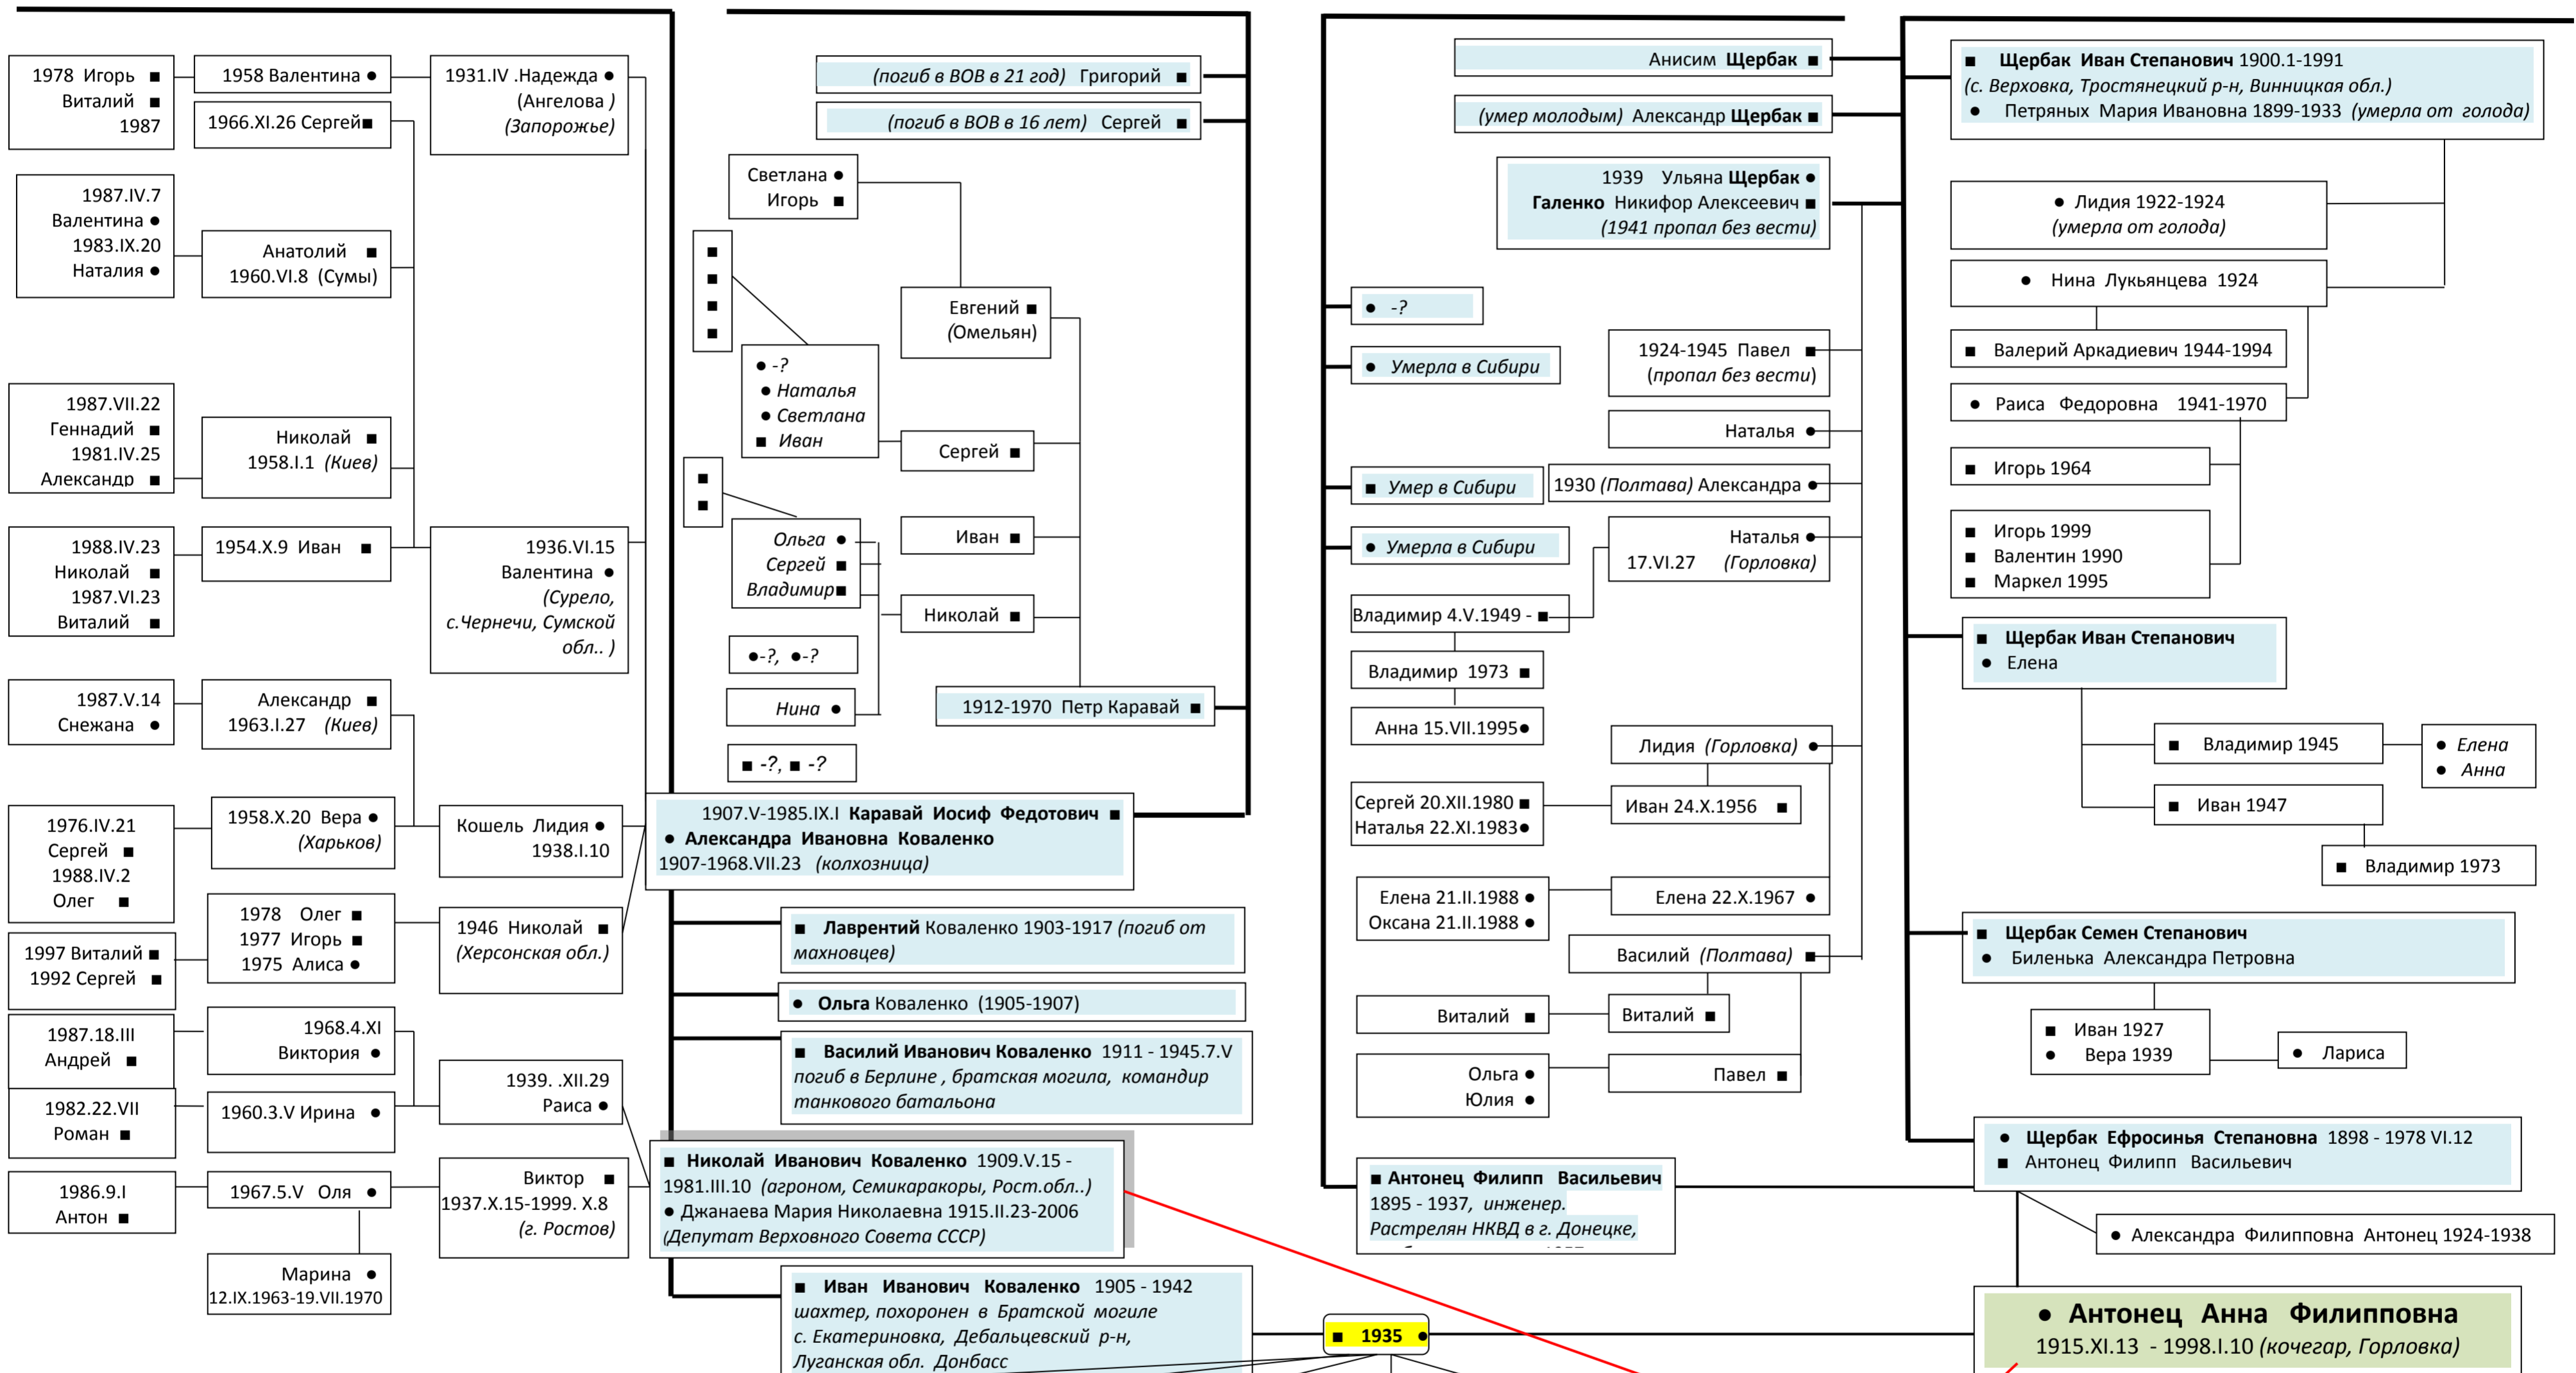 1978 Игорь ■
Виталий ■
1987
1958 Валентина ●
1966.XI.26 Сергей■
1931.IV .Надежда ●
(Ангелова )
(Запорожье)
1987.IV.7
Валентина ●
1983.IX.20
Наталия ●
Анатолий ■
1960.VI.8 (Сумы)
1987.VII.22
Геннадий ■
1981.IV.25
Александр ■
Николай ■
1958.I.1 (Киев)
1988.IV.23
Николай ■
1987.VI.23
Виталий ■
1954.X.9 Иван ■
1936.VI.15
Валентина ●
(Сурело,
с.Чернечи, Сумской
обл.. )
1987.V.14
Снежана ●
Александр ■
1963.I.27 (Киев)
1976.IV.21
Сергей ■
1988.IV.2
Олег ■
1958.X.20 Вера ●
(Харьков)
Кошель Лидия ●
1938.I.10
1997 Виталий ■
1992 Сергей ■
1978 Олег ■
1977 Игорь ■
1975 Алиса ●
1946 Николай ■
(Херсонская обл.)
1987.18.III
Андрей ■
1968.4.XI
Виктория ●
1982.22.VII
Роман ■
1960.3.V Ирина ●
1939. .XII.29
Раиса ●
1986.9.I
Антон ■
1967.5.V Оля ●
Виктор ■
1937.X.15-1999. X.8
(г. Ростов)
Марина ●
12.IX.1963-19.VII.1970
(погиб в ВОВ в 21 год) Григорий ■
(погиб в ВОВ в 16 лет) Сергей ■
Светлана ●
Игорь ■
■
■
■
■
Евгений ■
(Омельян)
● -?
● Наталья
● Светлана
■ Иван
Сергей ■
■
■
Иван ■
Ольга ●
Сергей ■
Владимир■
Николай ■
●-?, ●-?
Нина ●
1912-1970 Петр Каравай ■
■ -?, ■ -?
1907.V-1985.IX.I Каравай Иосиф Федотович ■
● Александра Ивановна Коваленко
1907-1968.VII.23 (колхозница)
■ Лаврентий Коваленко 1903-1917 (погиб от
махновцев)
● Ольга Коваленко (1905-1907)
■ Василий Иванович Коваленко 1911 - 1945.7.V
погиб в Берлине , братская могила, командир
танкового батальона
■ Николай Иванович Коваленко 1909.V.15 -
1981.III.10 (агроном, Семикаракоры, Рост.обл..)
● Джанаева Мария Николаевна 1915.II.23-2006
(Депутат Верховного Совета СССР)
■ Иван Иванович Коваленко 1905 - 1942
шахтер, похоронен в Братской могиле
с. Екатериновка, Дебальцевский р-н,
Луганская обл. Донбасс
Анисим Щербак ■
(умер молодым) Александр Щербак ■
1939 Ульяна Щербак ●
Галенко Никифор Алексеевич ■
(1941 пропал без вести)
● -?
● Умерла в Сибири
1924-1945 Павел ■
(пропал без вести)
Наталья ●
■ Умер в Сибири
1930 (Полтава) Александра ●
● Умерла в Сибири
Наталья ●
17.VI.27 (Горловка)
Владимир 4.V.1949 - ■
Владимир 1973 ■
Анна 15.VII.1995●
Лидия (Горловка) ●
Сергей 20.XII.1980 ■
Наталья 22.XI.1983●
Иван 24.X.1956 ■
Елена 21.II.1988 ●
Оксана 21.II.1988 ●
Елена 22.X.1967 ●
Василий (Полтава) ■
Виталий ■
Виталий ■
Ольга ●
Юлия ●
Павел ■
■ Антонец Филипп Васильевич
1895 - 1937, инженер.
Растрелян НКВД в г. Донецке,
■ 1935 ●
■ Щербак Иван Степанович 1900.1-1991
(с. Верховка, Тростянецкий р-н, Винницкая обл.)
● Петряных Мария Ивановна 1899-1933 (умерла от голода)
● Лидия 1922-1924
(умерла от голода)
● Нина Лукьянцева 1924
■ Валерий Аркадиевич 1944-1994
● Раиса Федоровна 1941-1970
■ Игорь 1964
■ Игорь 1999
■ Валентин 1990
■ Маркел 1995
■ Щербак Иван Степанович
● Елена
■ Владимир 1945
● Елена
● Анна
■ Иван 1947
■ Владимир 1973
■ Щербак Семен Степанович
● Биленька Александра Петровна
■ Иван 1927
● Вера 1939
● Лариса
● Щербак Ефросинья Степановна 1898 - 1978 VI.12
■ Антонец Филипп Васильевич
● Александра Филипповна Антонец 1924-1938
● Антонец Анна Филипповна
1915.XI.13 - 1998.I.10 (кочегар, Горловка)